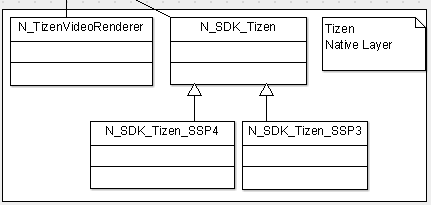 N_TizenVideoRenderer
N_SDK_Tizen
Tizen
Native Layer
N_SDK_Tizen_SSP4
N_SDK_Tizen_SSP3